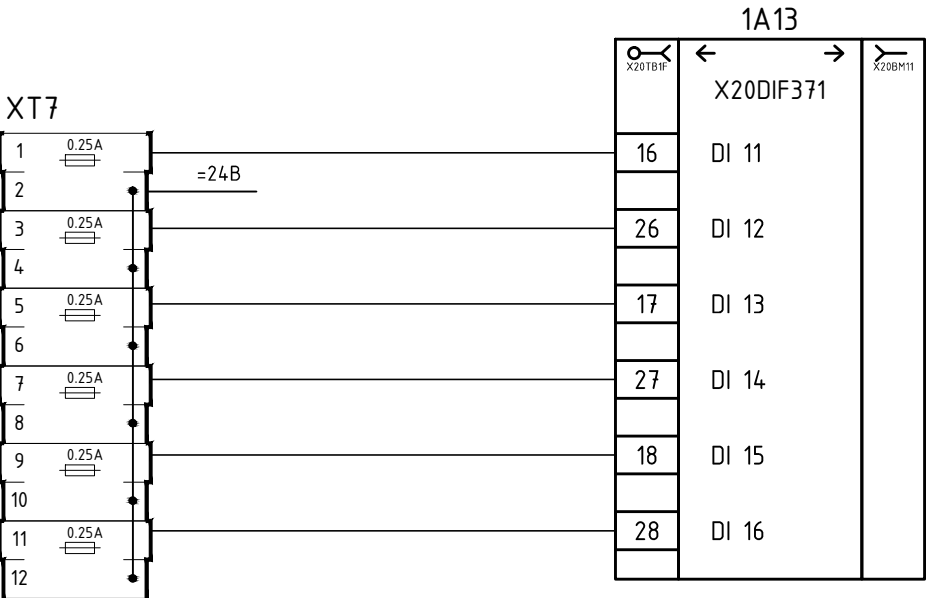 1A13
X20TB1F
X20BM11
X20DIF371
XT7
1 0.25A
16 DI 11
2 =24В
3 0.25A
26 DI 12
4
5 0.25A
17 DI 13
6
7 0.25A
27 DI 14
8
9 0.25A
18 DI 15
10
11 0.25A
28 DI 16
12